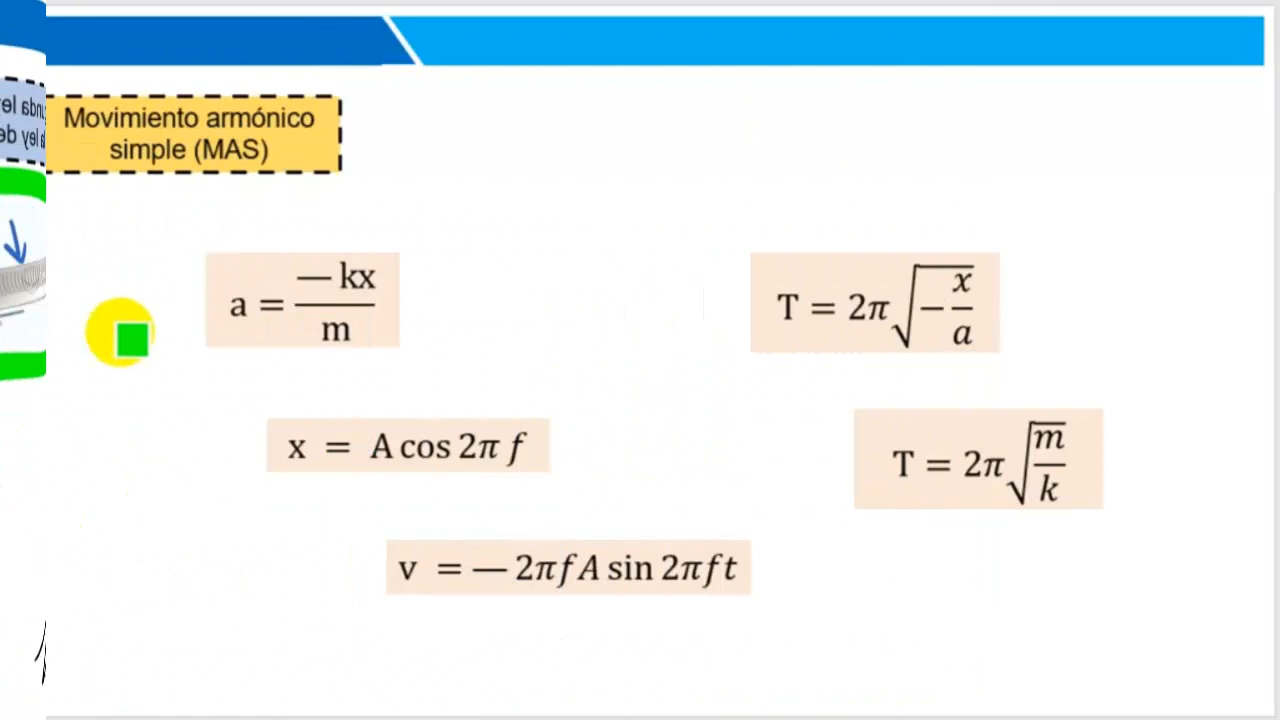 Movimiento armónico
simple (MAS)
a = — kx / m
T = 2π √(− x / a)
x = A cos 2π f
T = 2π √(m / k)
v = — 2πfA sin 2πft